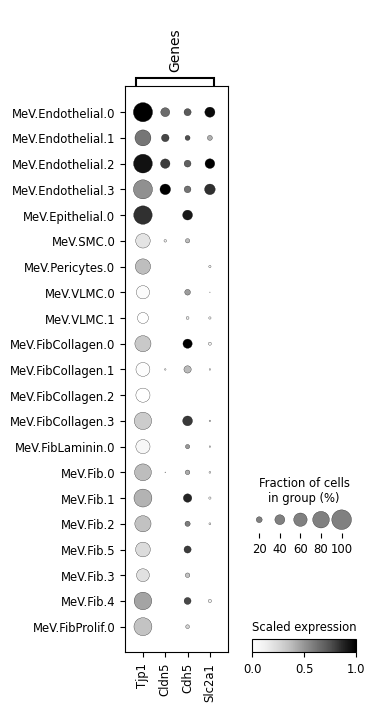 Genes
MeV.Endothelial.0
MeV.Endothelial.1
MeV.Endothelial.2
MeV.Endothelial.3
MeV.Epithelial.0
MeV.SMC.0
MeV.Pericytes.0
MeV.VLMC.0
MeV.VLMC.1
MeV.FibCollagen.0
MeV.FibCollagen.1
MeV.FibCollagen.2
MeV.FibCollagen.3
MeV.FibLaminin.0
MeV.Fib.0
MeV.Fib.1
MeV.Fib.2
MeV.Fib.5
MeV.Fib.3
MeV.Fib.4
MeV.FibProlif.0
Tjp1
Cldn5
Cdh5
Slc2a1
Fraction of cells
in group (%)
20 40 60 80 100
Scaled expression
0.0 0.5 1.0